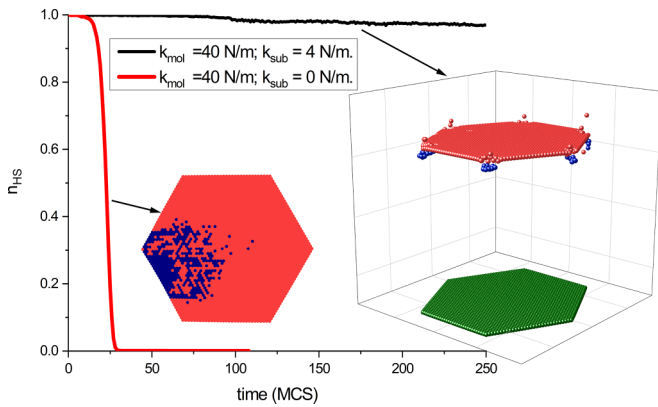 1.0
0.8
0.6
0.4
0.2
0.0
n_HS
k_mol =40 N/m; k_sub = 4 N/m.
k_mol =40 N/m; k_sub = 0 N/m.
0 50 100 150 200 250
time (MCS)